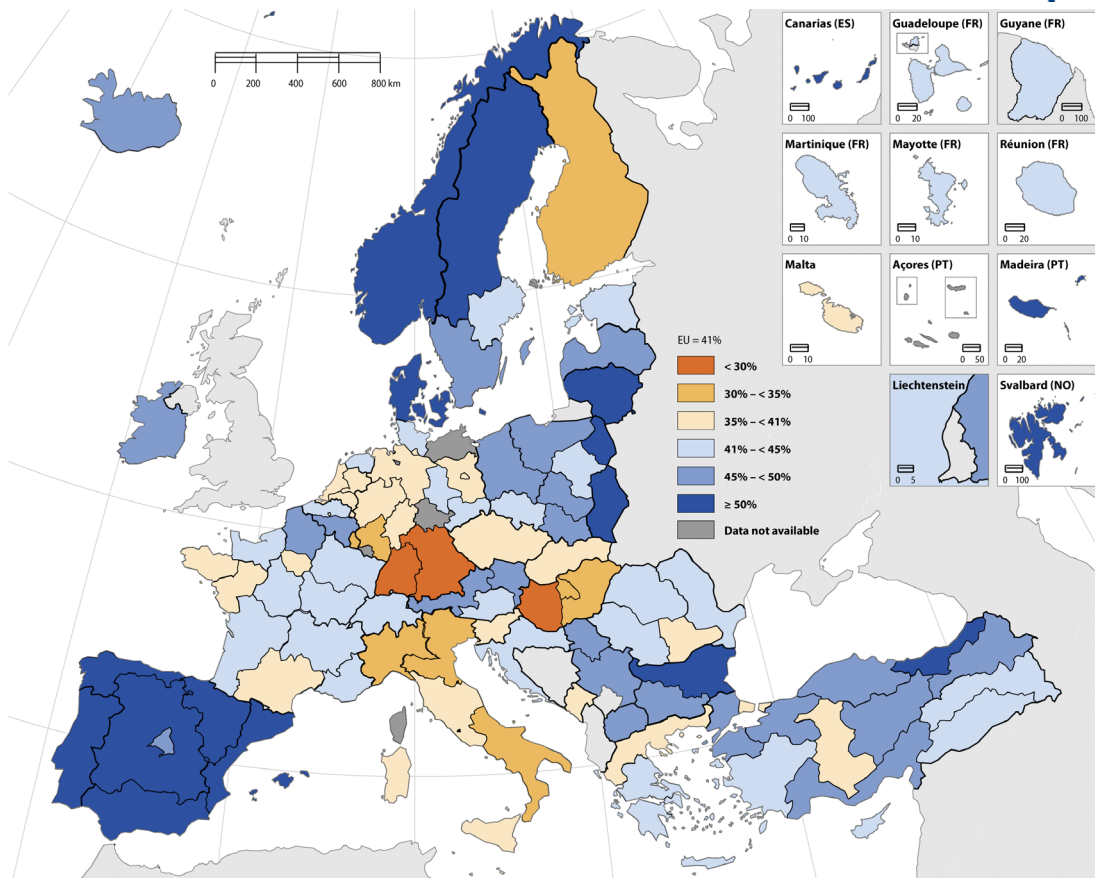 0 200 400 600 800 km
Canarias (ES)
0 100
Guadeloupe (FR)
0 20
Guyane (FR)
0 100
Martinique (FR)
0 10
Mayotte (FR)
0 10
Réunion (FR)
0 20
Malta
0 10
Açores (PT)
0 50
Madeira (PT)
0 20
Liechtenstein
0 5
Svalbard (NO)
0 100
EU = 41%
< 30%
30% – < 35%
35% – < 41%
41% – < 45%
45% – < 50%
≥ 50%
Data not available